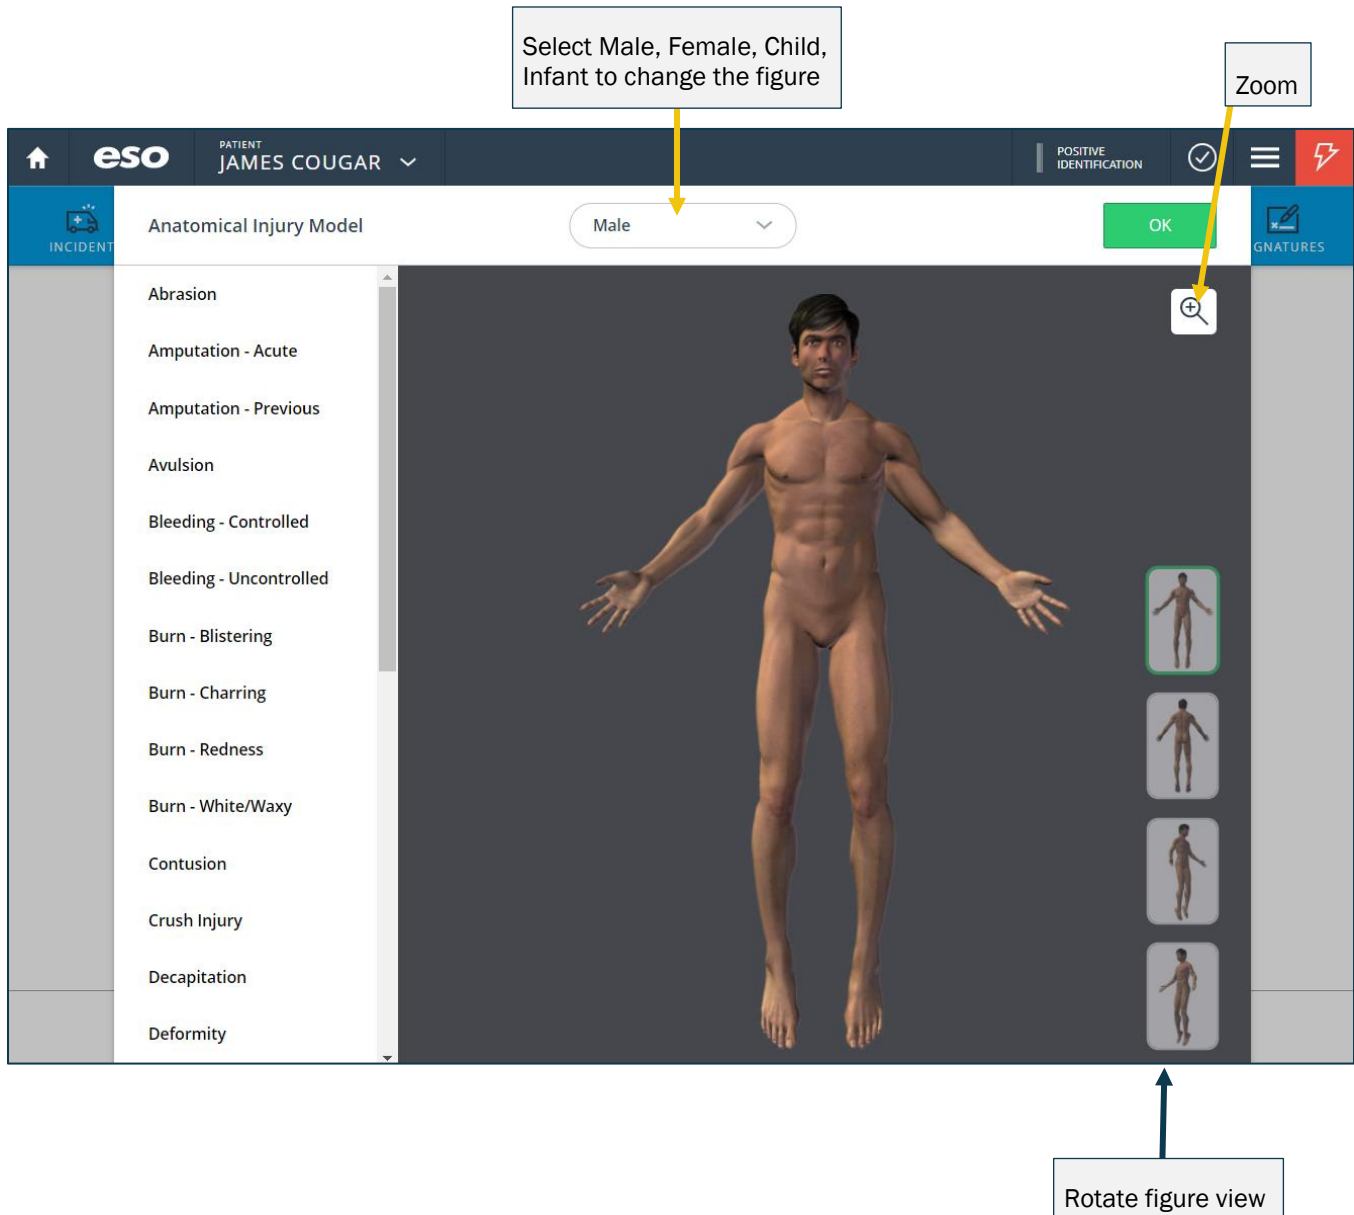 Select Male, Female, Child,
Infant to change the figure
Zoom
eso
PATIENT
JAMES COUGAR
POSITIVE
IDENTIFICATION
INCIDENT
Anatomical Injury Model
Male
OK
GNATURES
Abrasion
Amputation - Acute
Amputation - Previous
Avulsion
Bleeding - Controlled
Bleeding - Uncontrolled
Burn - Blistering
Burn - Charring
Burn - Redness
Burn - White/Waxy
Contusion
Crush Injury
Decapitation
Deformity
Rotate figure view